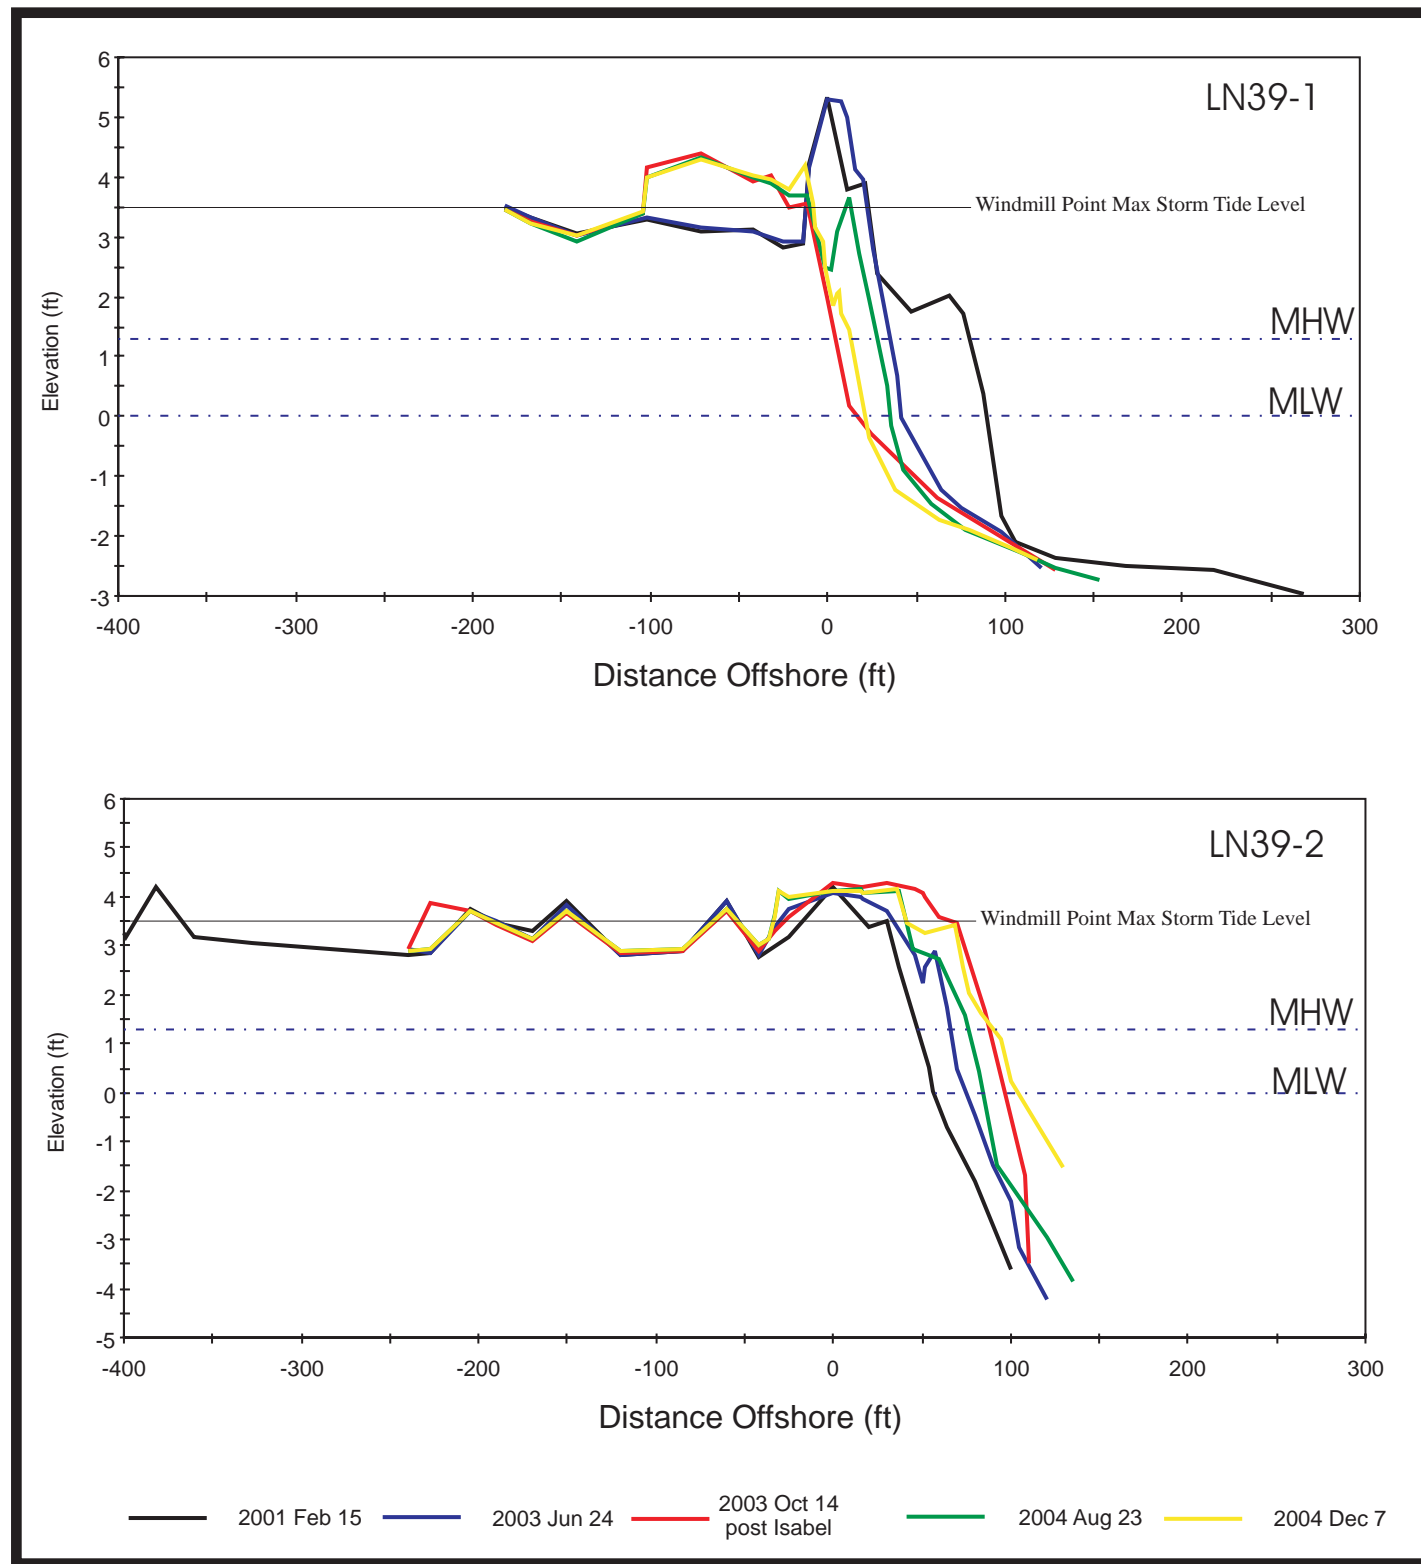 LN39-1
6
5
4
3
2
1
0
-1
-2
-3
Elevation (ft)
Windmill Point Max Storm Tide Level
MHW
MLW
-400 -300 -200 -100 0 100 200 300
Distance Offshore (ft)
LN39-2
6
5
4
3
2
1
0
-1
-2
-3
-4
-5
Elevation (ft)
Windmill Point Max Storm Tide Level
MHW
MLW
-400 -300 -200 -100 0 100 200 300
Distance Offshore (ft)
2001 Feb 15
2003 Jun 24
2003 Oct 14
post Isabel
2004 Aug 23
2004 Dec 7